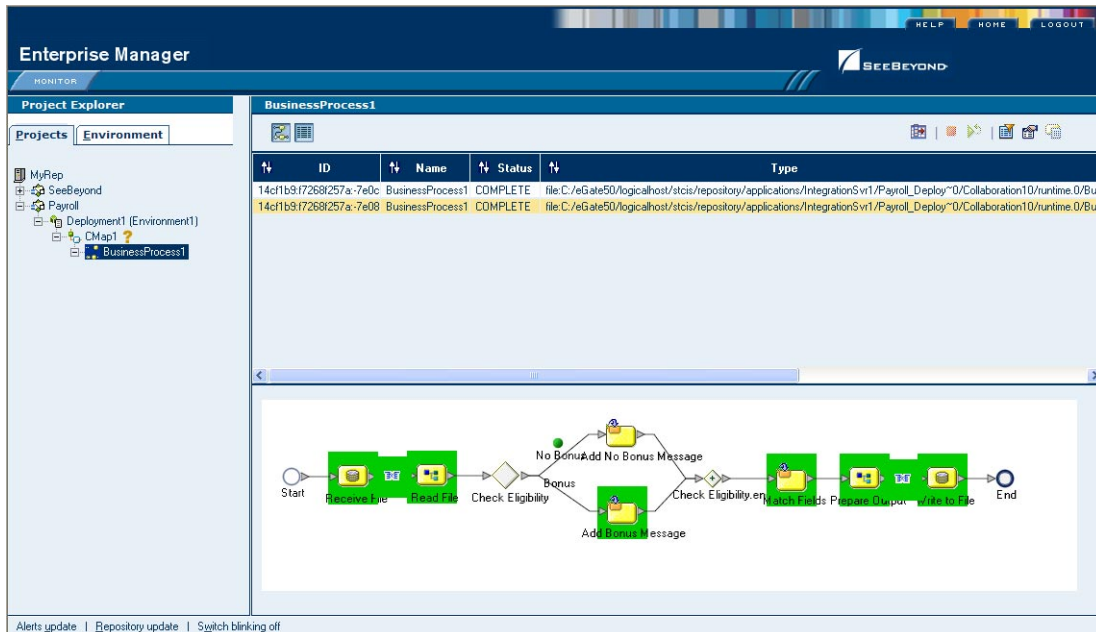 HELP HOME LOGOUT
Enterprise Manager
SEEBEYOND
MONITOR
Project Explorer
BusinessProcess1
Projects Environment
MyRep
SeeBeyond
Payroll
Deployment1 (Environment1)
CMap1 ?
BusinessProcess1
ID Name Status Type
14cf1b9:f7268f257a:-7e0c BusinessProcess1 COMPLETE file:C:/eGate50/logicalhost/stcis/repository/applications/IntegrationSvr1/Payroll_Deploy~0/Collaboration10/runtime.0/Bu
14cf1b9:f7268f257a:-7e08 BusinessProcess1 COMPLETE file:C:/eGate50/logicalhost/stcis/repository/applications/IntegrationSvr1/Payroll_Deploy~0/Collaboration10/runtime.0/Bu
No Bonus
Add No Bonus Message
Start
Receive File
Read File
Check Eligibility
Bonus
Add Bonus Message
Check Eligibility.en
Match Fields
Prepare Output
Write to File
End
Alerts update | Repository update | Switch blinking off